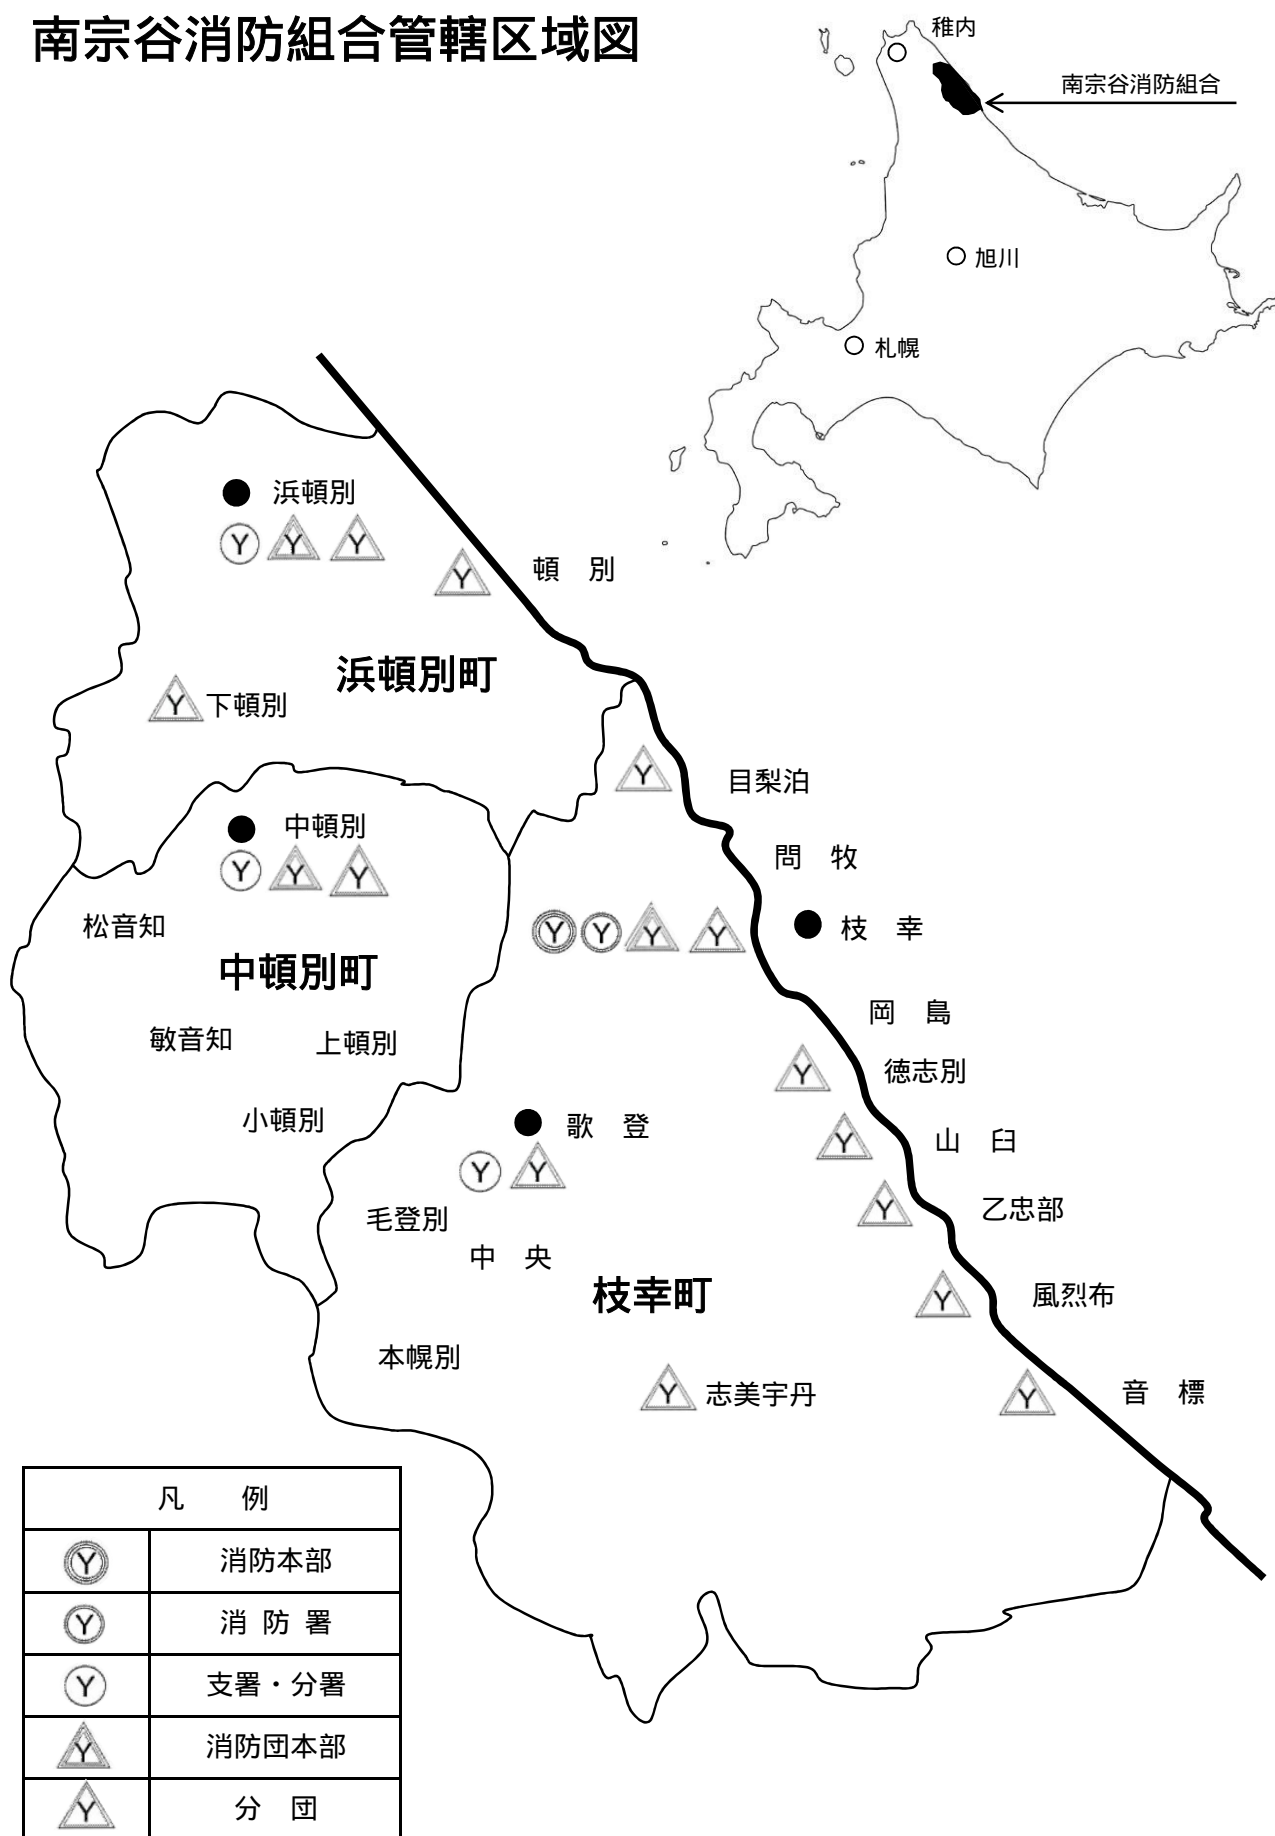 南宗谷消防組合管轄区域図
稚内
南宗谷消防組合
旭川
札幌
浜頓別
頓　別
浜頓別町
下頓別
目梨泊
中頓別
問　牧
松音知
枝　幸
中頓別町
岡　島
敏音知
上頓別
徳志別
小頓別
歌　登
山　臼
毛登別
乙忠部
中　央
枝幸町
風烈布
本幌別
志美宇丹
音　標
凡　例
Y 消防本部
Y 消防署
Y 支署・分署
Y 消防団本部
Y 分　団